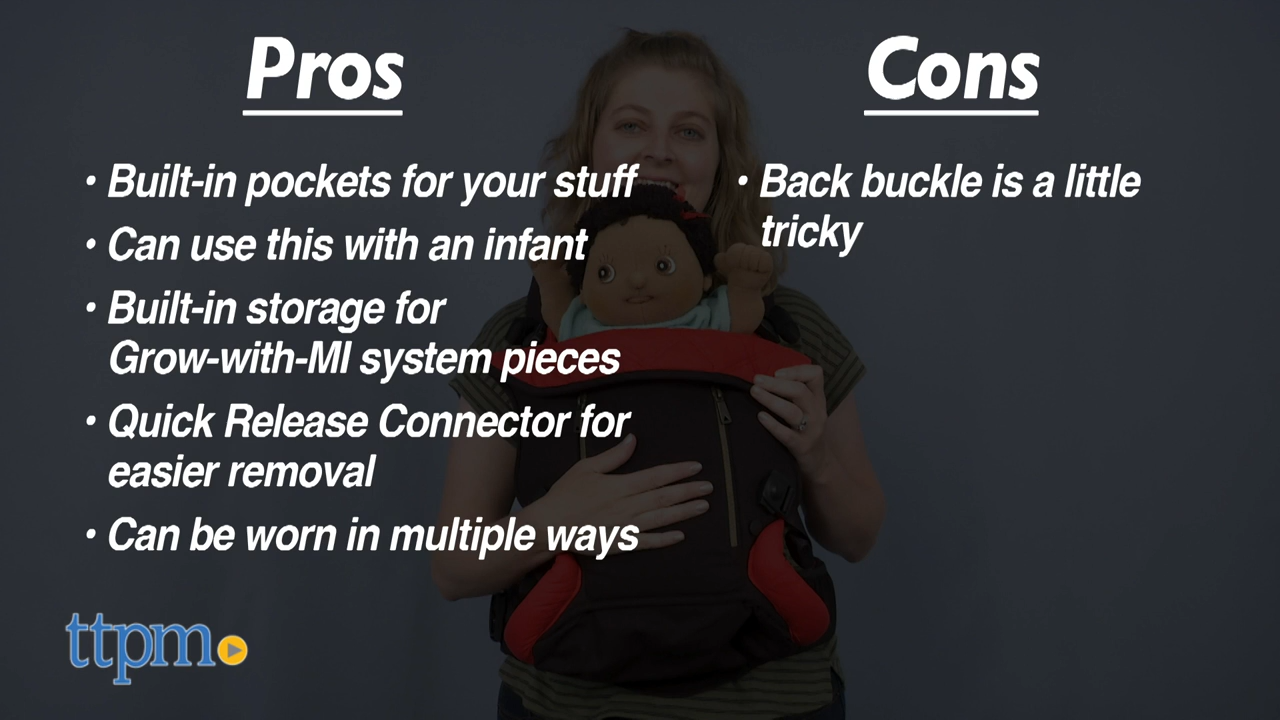 Pros
• Built-in pockets for your stuff
• Can use this with an infant
• Built-in storage for
Grow-with-MI system pieces
• Quick Release Connector for
easier removal
• Can be worn in multiple ways
Cons
• Back buckle is a little
tricky
ttpm